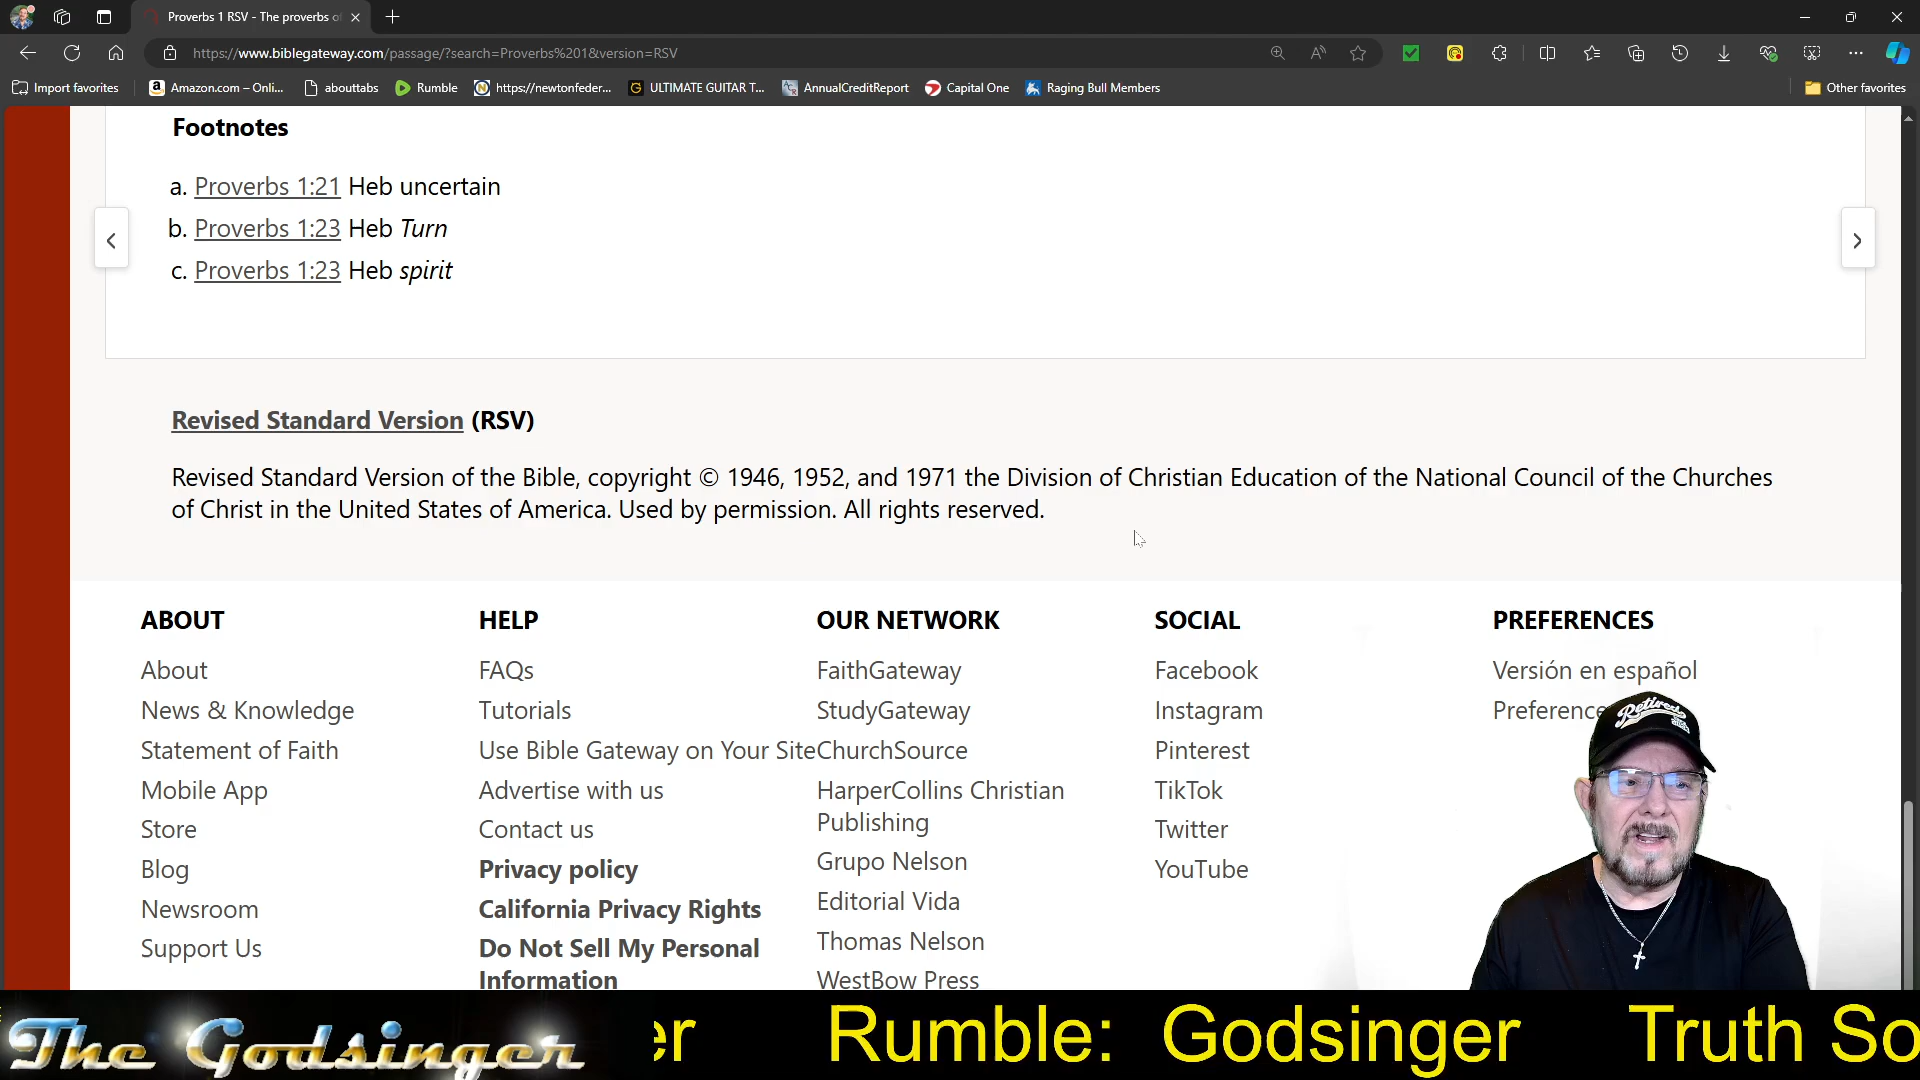 Proverbs 1 RSV - The proverbs of
https://www.biblegateway.com/passage/?search=Proverbs%201&version=RSV
Import favorites
Amazon.com – Onli...
abouttabs
Rumble
https://newtonfeder...
ULTIMATE GUITAR T...
AnnualCreditReport
Capital One
Raging Bull Members
Other favorites
Footnotes
a. Proverbs 1:21 Heb uncertain
b. Proverbs 1:23 Heb Turn
c. Proverbs 1:23 Heb spirit
Revised Standard Version (RSV)
Revised Standard Version of the Bible, copyright © 1946, 1952, and 1971 the Division of Christian Education of the National Council of the Churches
of Christ in the United States of America. Used by permission. All rights reserved.
ABOUT
About
News & Knowledge
Statement of Faith
Mobile App
Store
Blog
Newsroom
Support Us
HELP
FAQs
Tutorials
Use Bible Gateway on Your Site
Advertise with us
Contact us
Privacy policy
California Privacy Rights
Do Not Sell My Personal
Information
OUR NETWORK
FaithGateway
StudyGateway
ChurchSource
HarperCollins Christian
Publishing
Grupo Nelson
Editorial Vida
Thomas Nelson
WestBow Press
SOCIAL
Facebook
Instagram
Pinterest
TikTok
Twitter
YouTube
PREFERENCES
Versión en español
Preference
Retired
The Godsinger
er Rumble: Godsinger Truth So